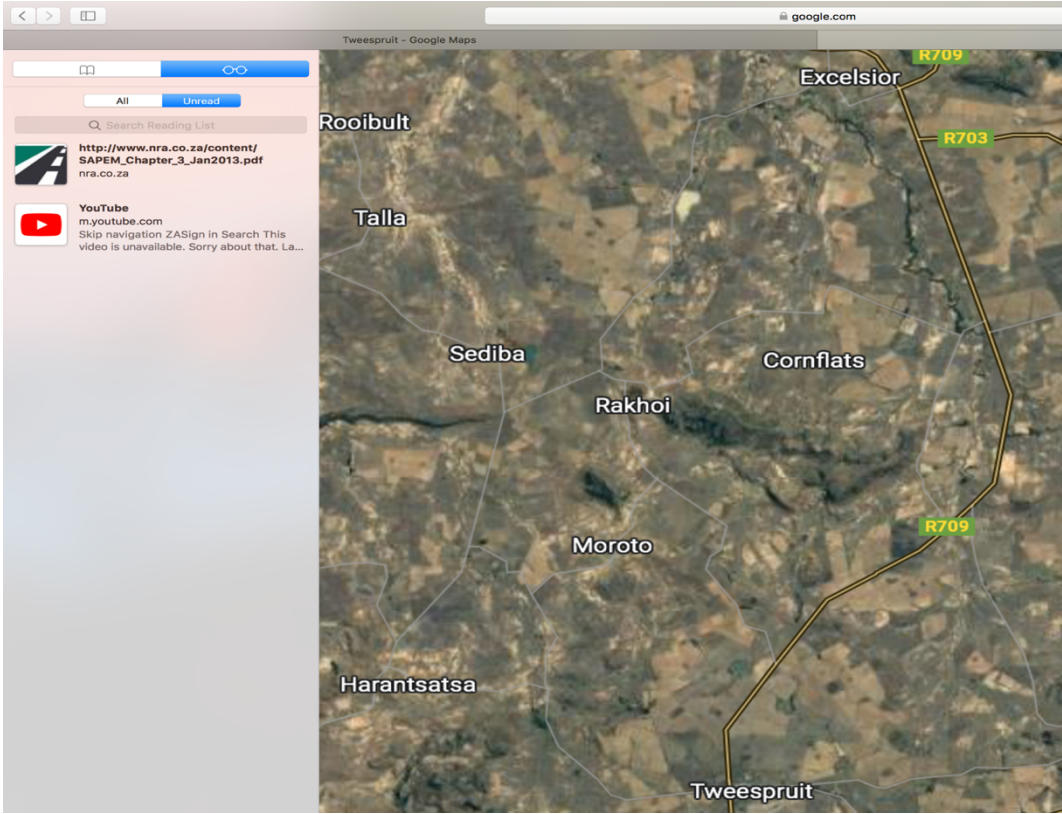 google.com
Tweespruit - Google Maps
All
Unread
Search Reading List
http://www.nra.co.za/content/
SAPEM_Chapter_3_Jan2013.pdf
nra.co.za
YouTube
m.youtube.com
Skip navigation ZASign in Search This
video is unavailable. Sorry about that. La...
R709
Excelsior
Rooibult
R703
Talla
Sediba
Cornflats
Rakhoi
R709
Moroto
Harantsatsa
Tweespruit